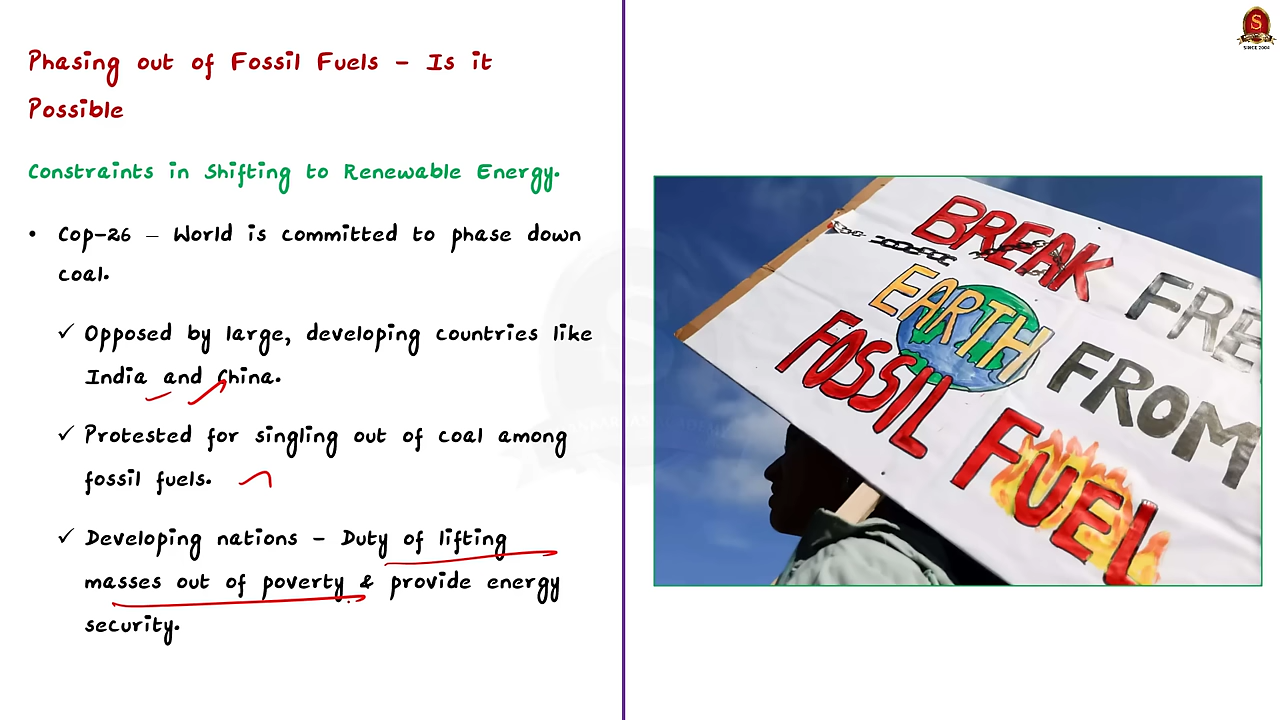 Phasing out of Fossil Fuels - Is it
Possible
Constraints in Shifting to Renewable Energy.
• Cop-26 – World is committed to phase down
coal.
✓ Opposed by large, developing countries like
India and China.
✓ Protested for singling out of coal among
fossil fuels.
✓ Developing nations - Duty of lifting
masses out of poverty & provide energy
security.
S
SINCE 2004
BREAK FREE
EARTH FROM
FOSSIL FUEL